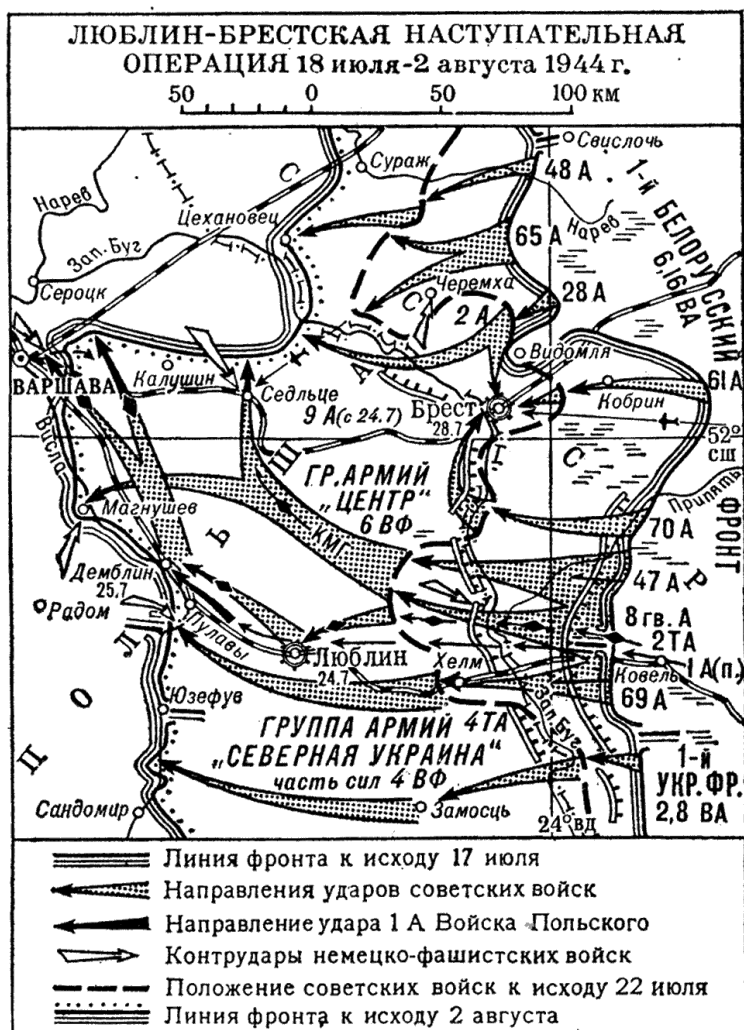 ЛЮБЛИН-БРЕСТСКАЯ НАСТУПАТЕЛЬНАЯ
ОПЕРАЦИЯ 18 июля-2 августа 1944 г.
50 0 50 100 км
Свислочь
Сураж
48 А
Нарев
Цехановец
С
Нарев
1-й БЕЛОРУССКИЙ ФРОНТ
6,16 ВА
Зап. Буг
65 А
Сероцк
Черемха
С
28 А
2 А
Видомля
ВАРШАВА
Калушин
Седльце
А
61 А
9 А (с 24.7)
Брест
28.7
Кобрин
52°
сш
Висла
Ш
ГР. АРМИЙ
„ЦЕНТР"
6 ВФ
С
Припять
Магнушев
Ь
КМГ
70 А
Демблин
25.7
47 А
Р
Радом
Пулавы
8 гв. А
2 ТА
Л
Люблин
24.7
Хелм
1 А (п.)
Ковель
69 А
О
Юзефув
Зап. Буг
ГРУППА АРМИЙ 4 ТА
„СЕВЕРНАЯ УКРАИНА"
часть сил 4 ВФ
П
1-й
УКР. ФР.
2,8 ВА
Сандомир
Замосць
24° вд
Линия фронта к исходу 17 июля
Направления ударов советских войск
Направление удара 1 А Войска Польского
Контрудары немецко-фашистских войск
Положение советских войск к исходу 22 июля
Линия фронта к исходу 2 августа